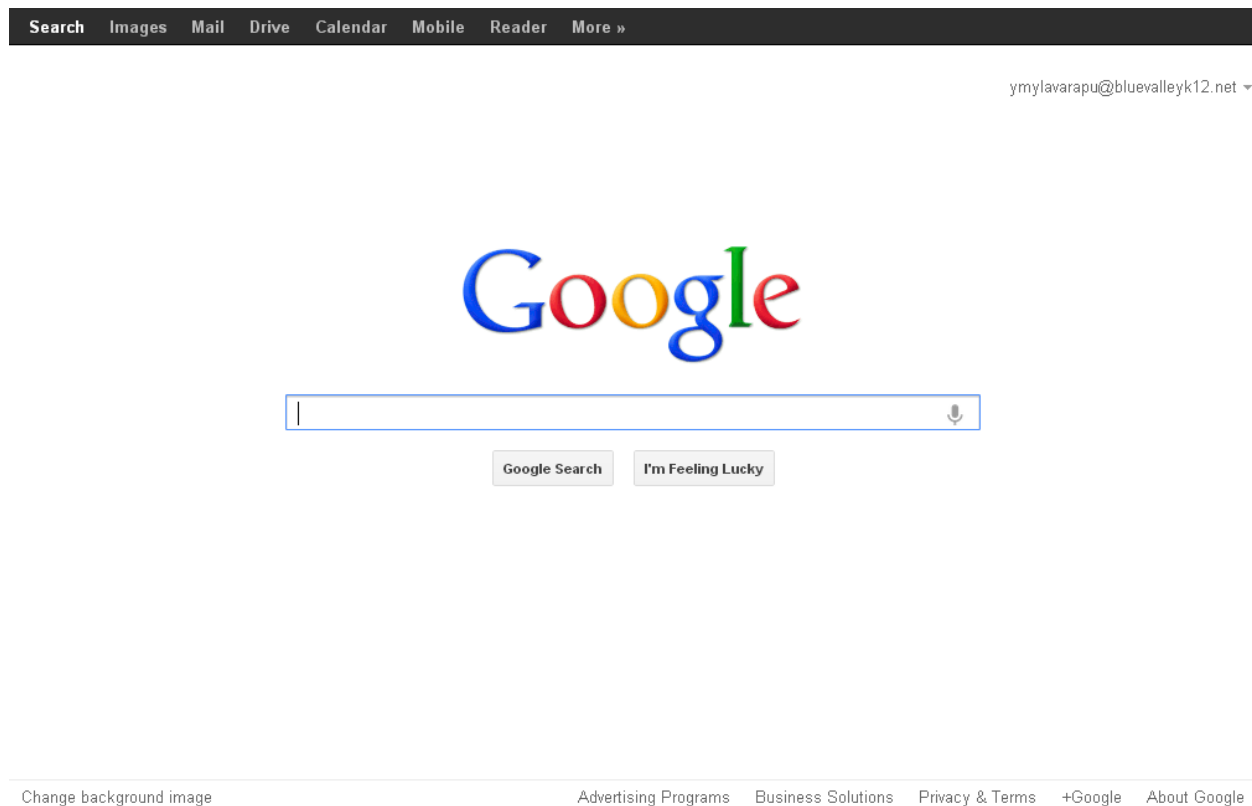 Search Images Mail Drive Calendar Mobile Reader More »
ymylavarapu@bluevalleyk12.net
Google
Google Search I'm Feeling Lucky
Change background image Advertising Programs Business Solutions Privacy & Terms +Google About Google